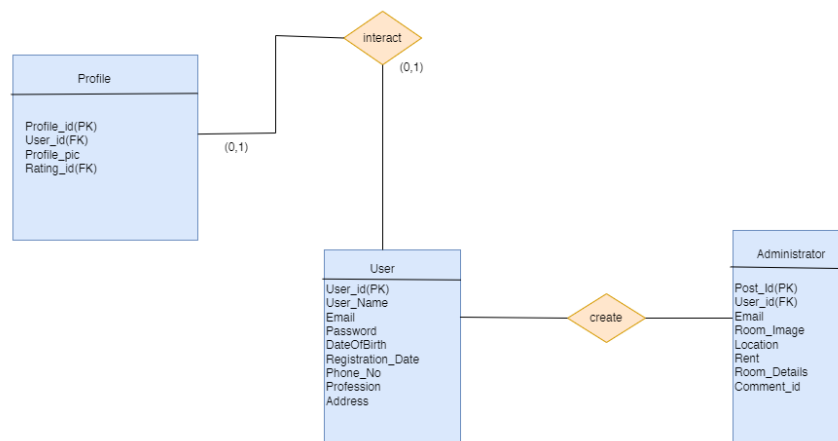 interact
(0,1)
Profile
Profile_id(PK)
User_id(FK)
Profile_pic
Rating_id(FK)
(0,1)
User
User_id(PK)
User_Name
Email
Password
DateOfBirth
Registration_Date
Phone_No
Profession
Address
create
Administrator
Post_Id(PK)
User_id(FK)
Email
Room_Image
Location
Rent
Room_Details
Comment_id